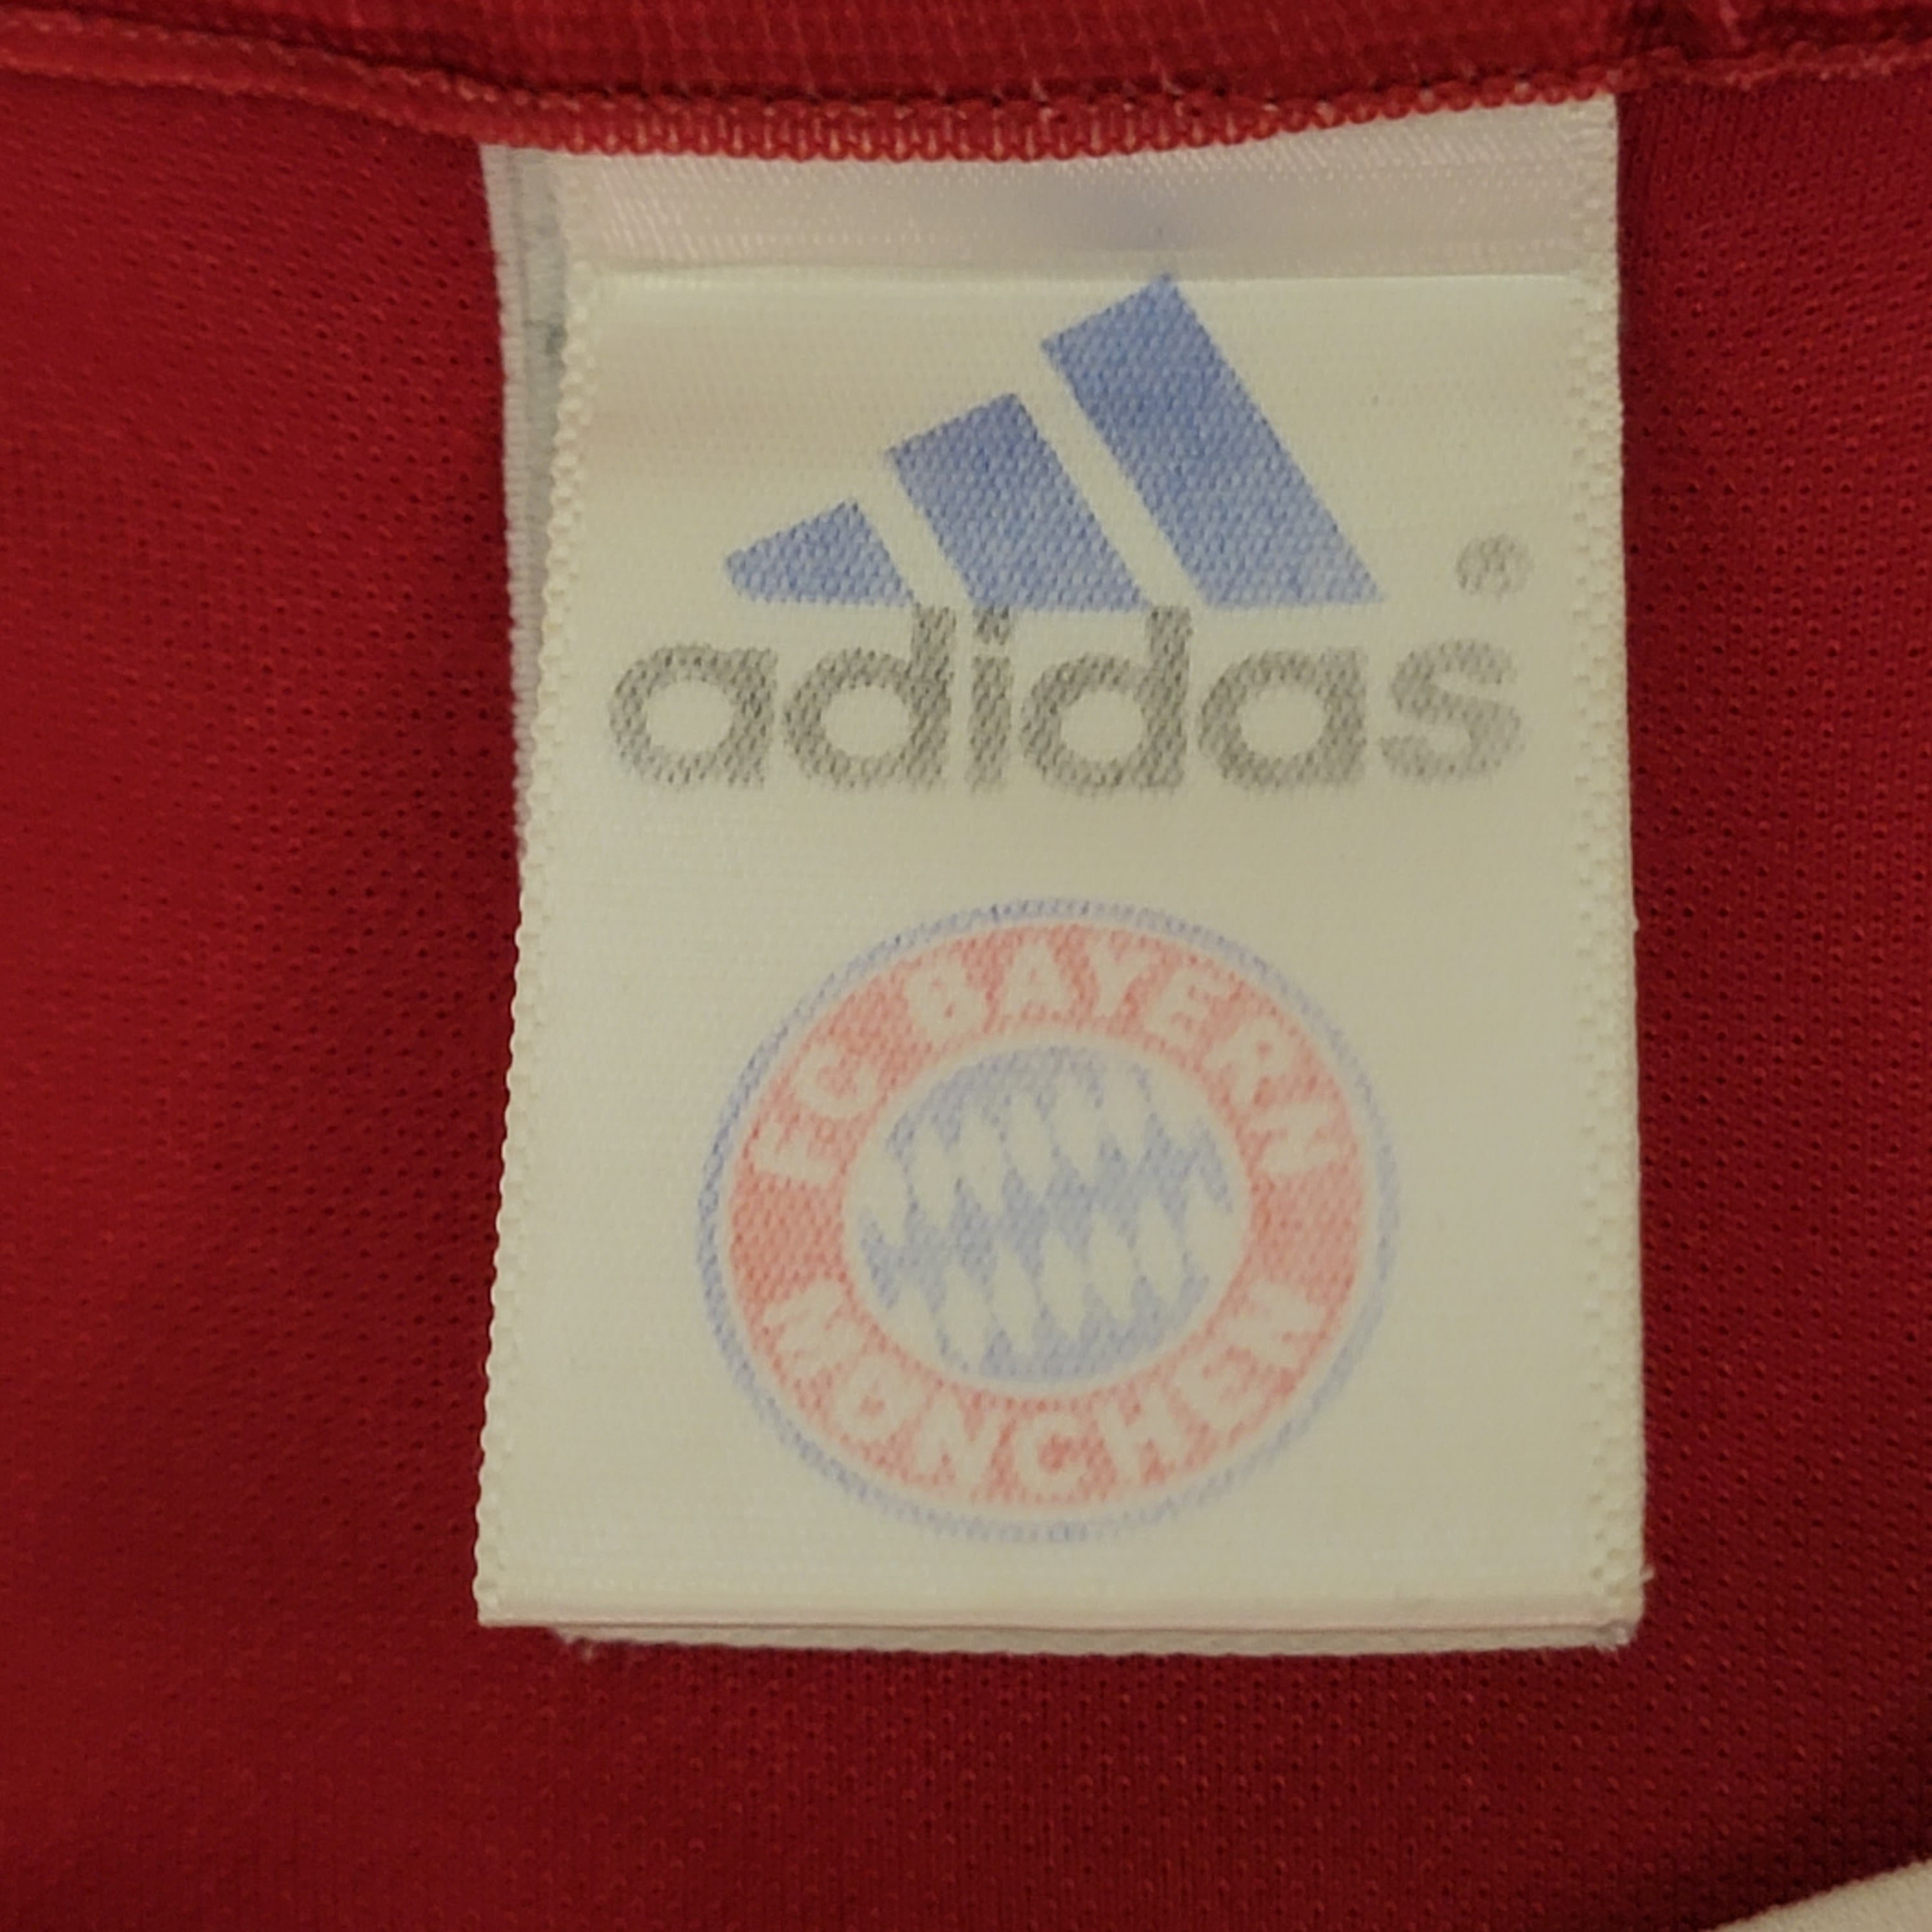 ®
adidas
FC BAYERN
MÜNCHEN